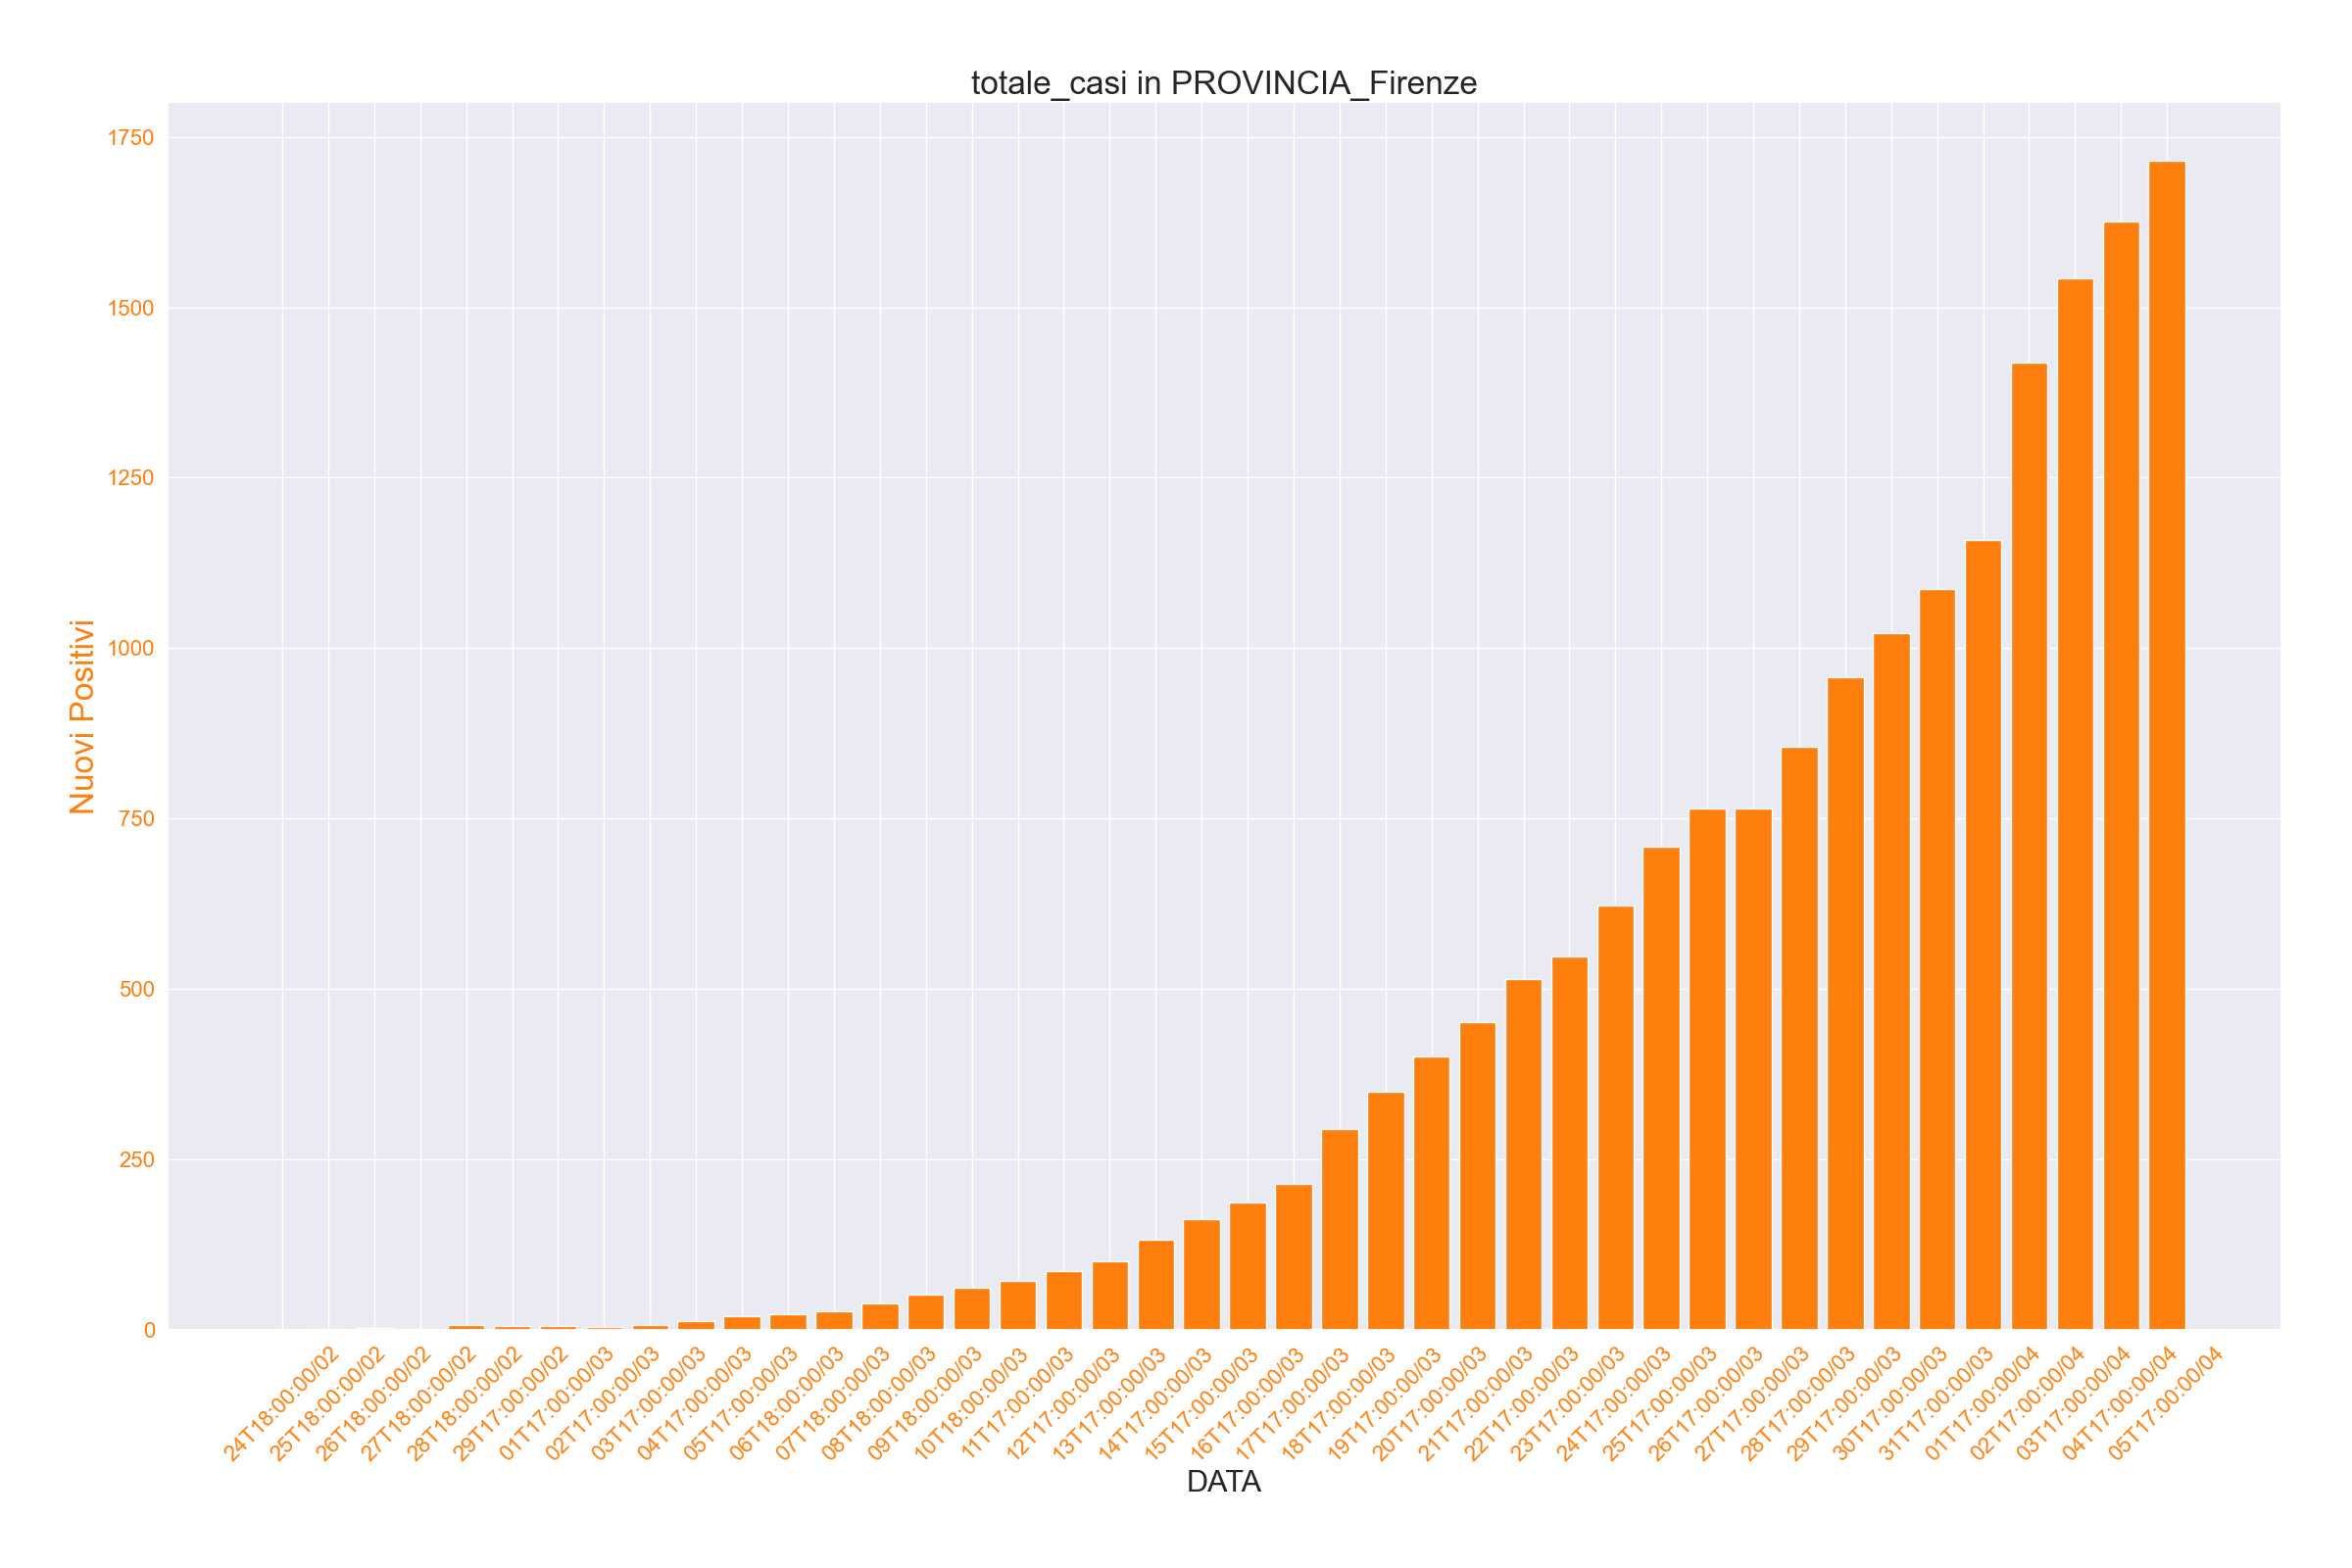 totale_casi in PROVINCIA_Firenze
Nuovi Positivi
1750
1500
1250
1000
750
500
250
0
24T18:00:00/02
25T18:00:00/02
26T18:00:00/02
27T18:00:00/02
28T18:00:00/02
29T17:00:00/02
01T17:00:00/03
02T17:00:00/03
03T17:00:00/03
04T17:00:00/03
05T17:00:00/03
06T18:00:00/03
07T18:00:00/03
08T18:00:00/03
09T18:00:00/03
10T18:00:00/03
11T17:00:00/03
12T17:00:00/03
13T17:00:00/03
14T17:00:00/03
15T17:00:00/03
16T17:00:00/03
17T17:00:00/03
18T17:00:00/03
19T17:00:00/03
20T17:00:00/03
21T17:00:00/03
22T17:00:00/03
23T17:00:00/03
24T17:00:00/03
25T17:00:00/03
26T17:00:00/03
27T17:00:00/03
28T17:00:00/03
29T17:00:00/03
30T17:00:00/03
31T17:00:00/03
01T17:00:00/04
02T17:00:00/04
03T17:00:00/04
04T17:00:00/04
05T17:00:00/04
DATA